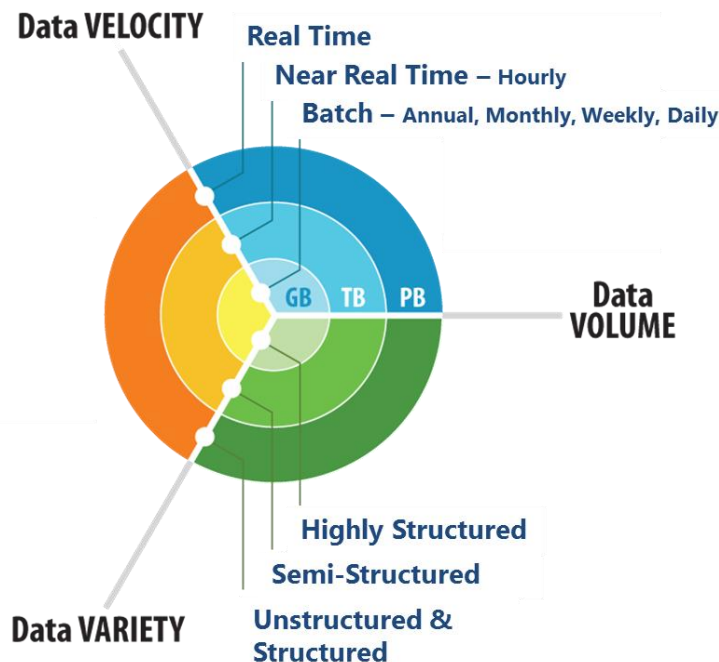 Data VELOCITY
Real Time
Near Real Time – Hourly
Batch – Annual, Monthly, Weekly, Daily
GB
TB
PB
Data
VOLUME
Highly Structured
Semi-Structured
Unstructured &
Structured
Data VARIETY